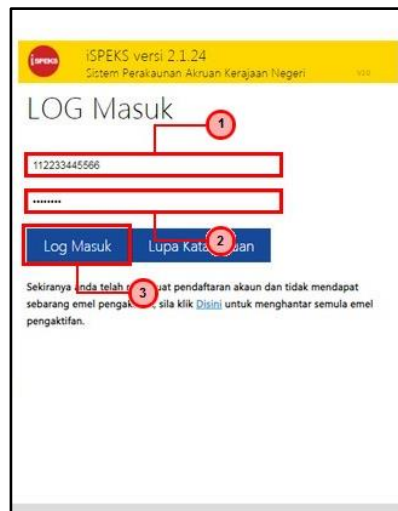 iSPEKS
iSPEKS versi 2.1.24
Sistem Perakaunan Akruan Kerajaan Negeri
LOG Masuk
1
112233445566
2
Log Masuk
Lupa Kata
3
Sekiranya anda telah uat pendaftaran akaun dan tidak mendapat
sebarang emel sila klik Disini untuk menghantar semula emel
pengaktifan.